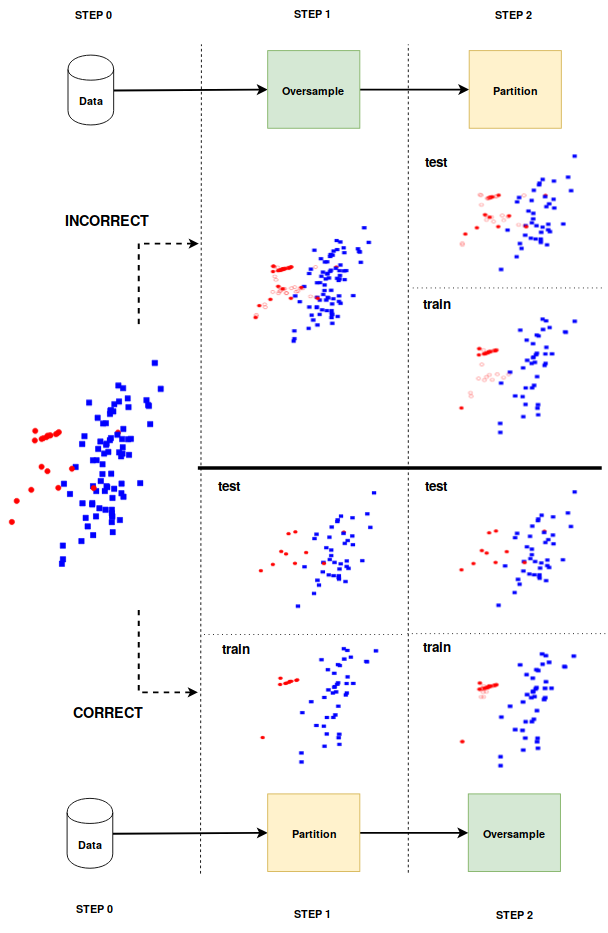 STEP 0
STEP 1
STEP 2
Data
Oversample
Partition
test
INCORRECT
train
test
test
train
train
CORRECT
Data
Partition
Oversample
STEP 0
STEP 1
STEP 2